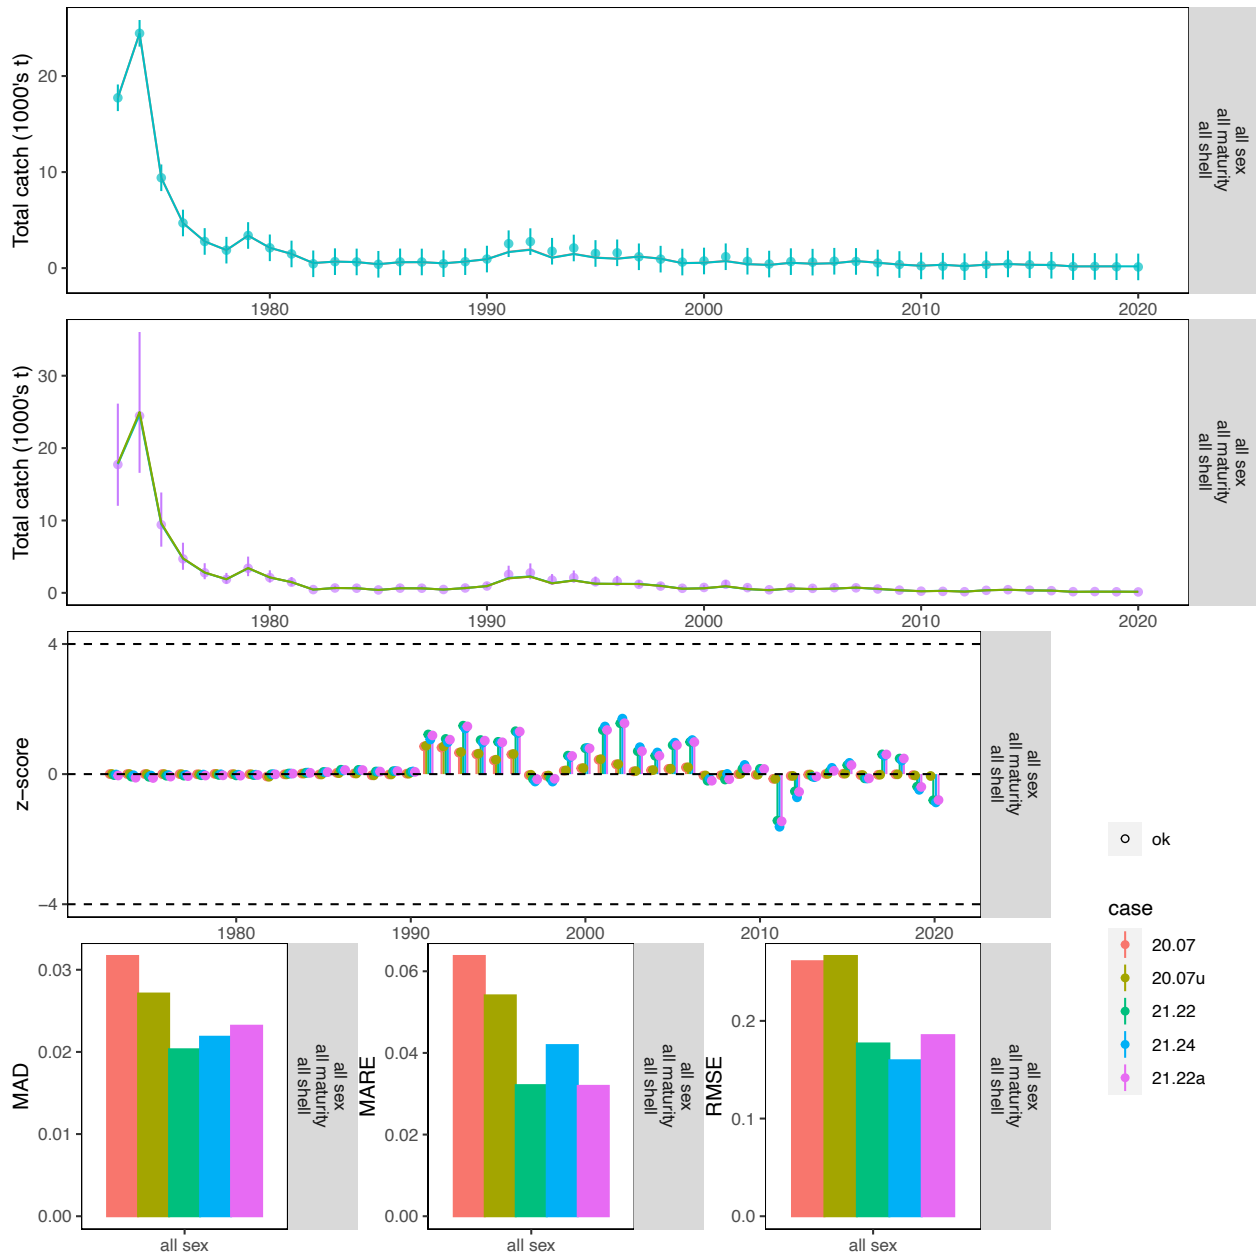 Total catch (1000's t)
20
10
0
1980
1990
2000
2010
2020
all sex
all maturity
all shell
Total catch (1000's t)
30
20
10
0
1980
1990
2000
2010
2020
all sex
all maturity
all shell
z-score
4
0
−4
1980
1990
2000
2010
2020
all sex
all maturity
all shell
MAD
0.03
0.02
0.01
0.00
all sex
all sex
all maturity
all shell
MARE
0.06
0.04
0.02
0.00
all sex
all sex
all maturity
all shell
RMSE
0.2
0.1
0.0
all sex
all sex
all maturity
all shell
ok
case
20.07
20.07u
21.22
21.24
21.22a